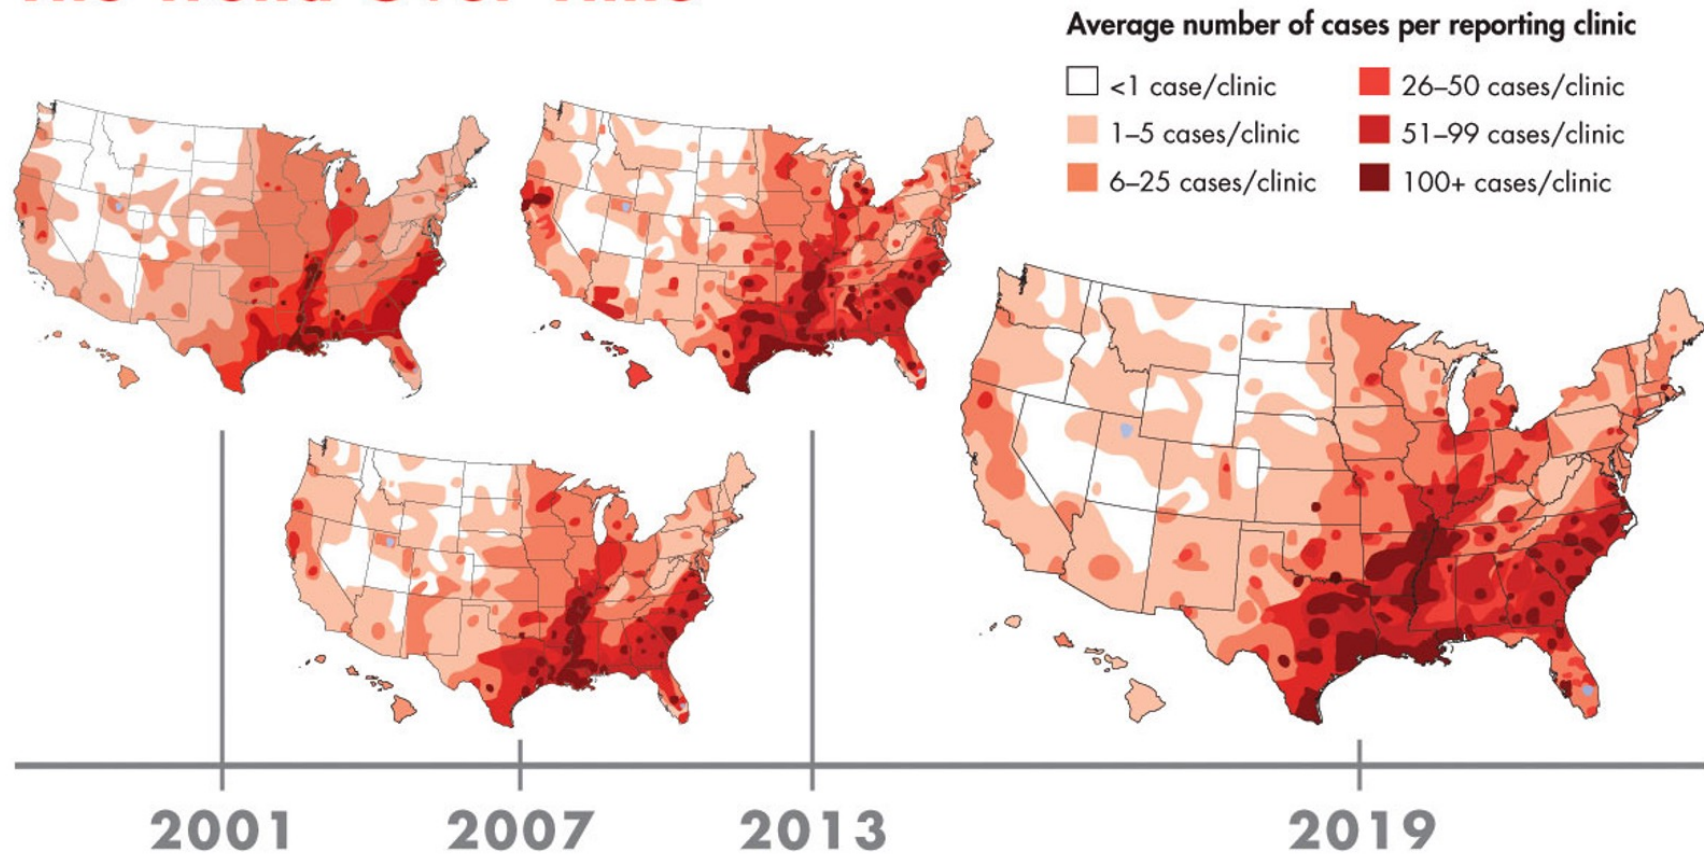 Average number of cases per reporting clinic
<1 case/clinic
1–5 cases/clinic
6–25 cases/clinic
26–50 cases/clinic
51–99 cases/clinic
100+ cases/clinic
2001
2007
2013
2019